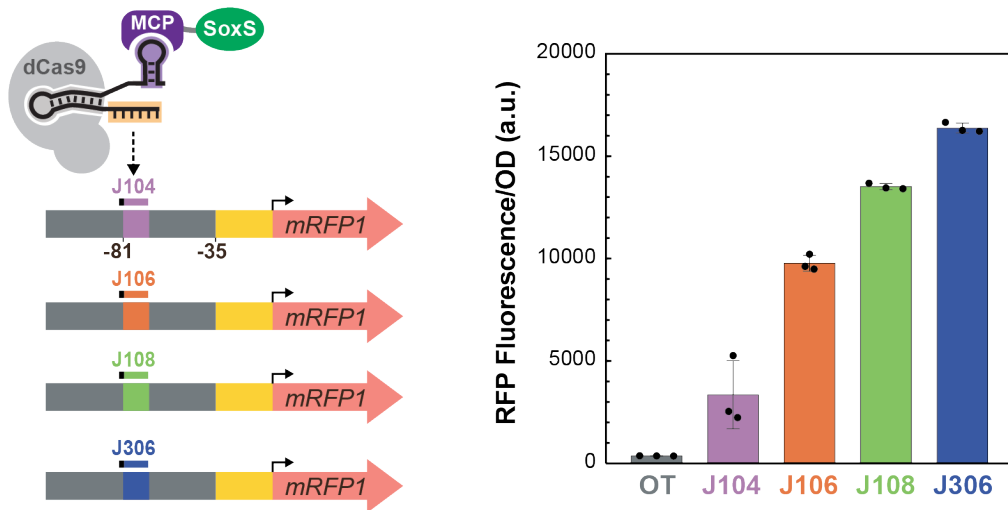 MCP
SoxS
dCas9
J104
mRFP1
-81
-35
J106
mRFP1
J108
mRFP1
J306
mRFP1
RFP Fluorescence/OD (a.u.)
20000
15000
10000
5000
0
OT J104 J106 J108 J306